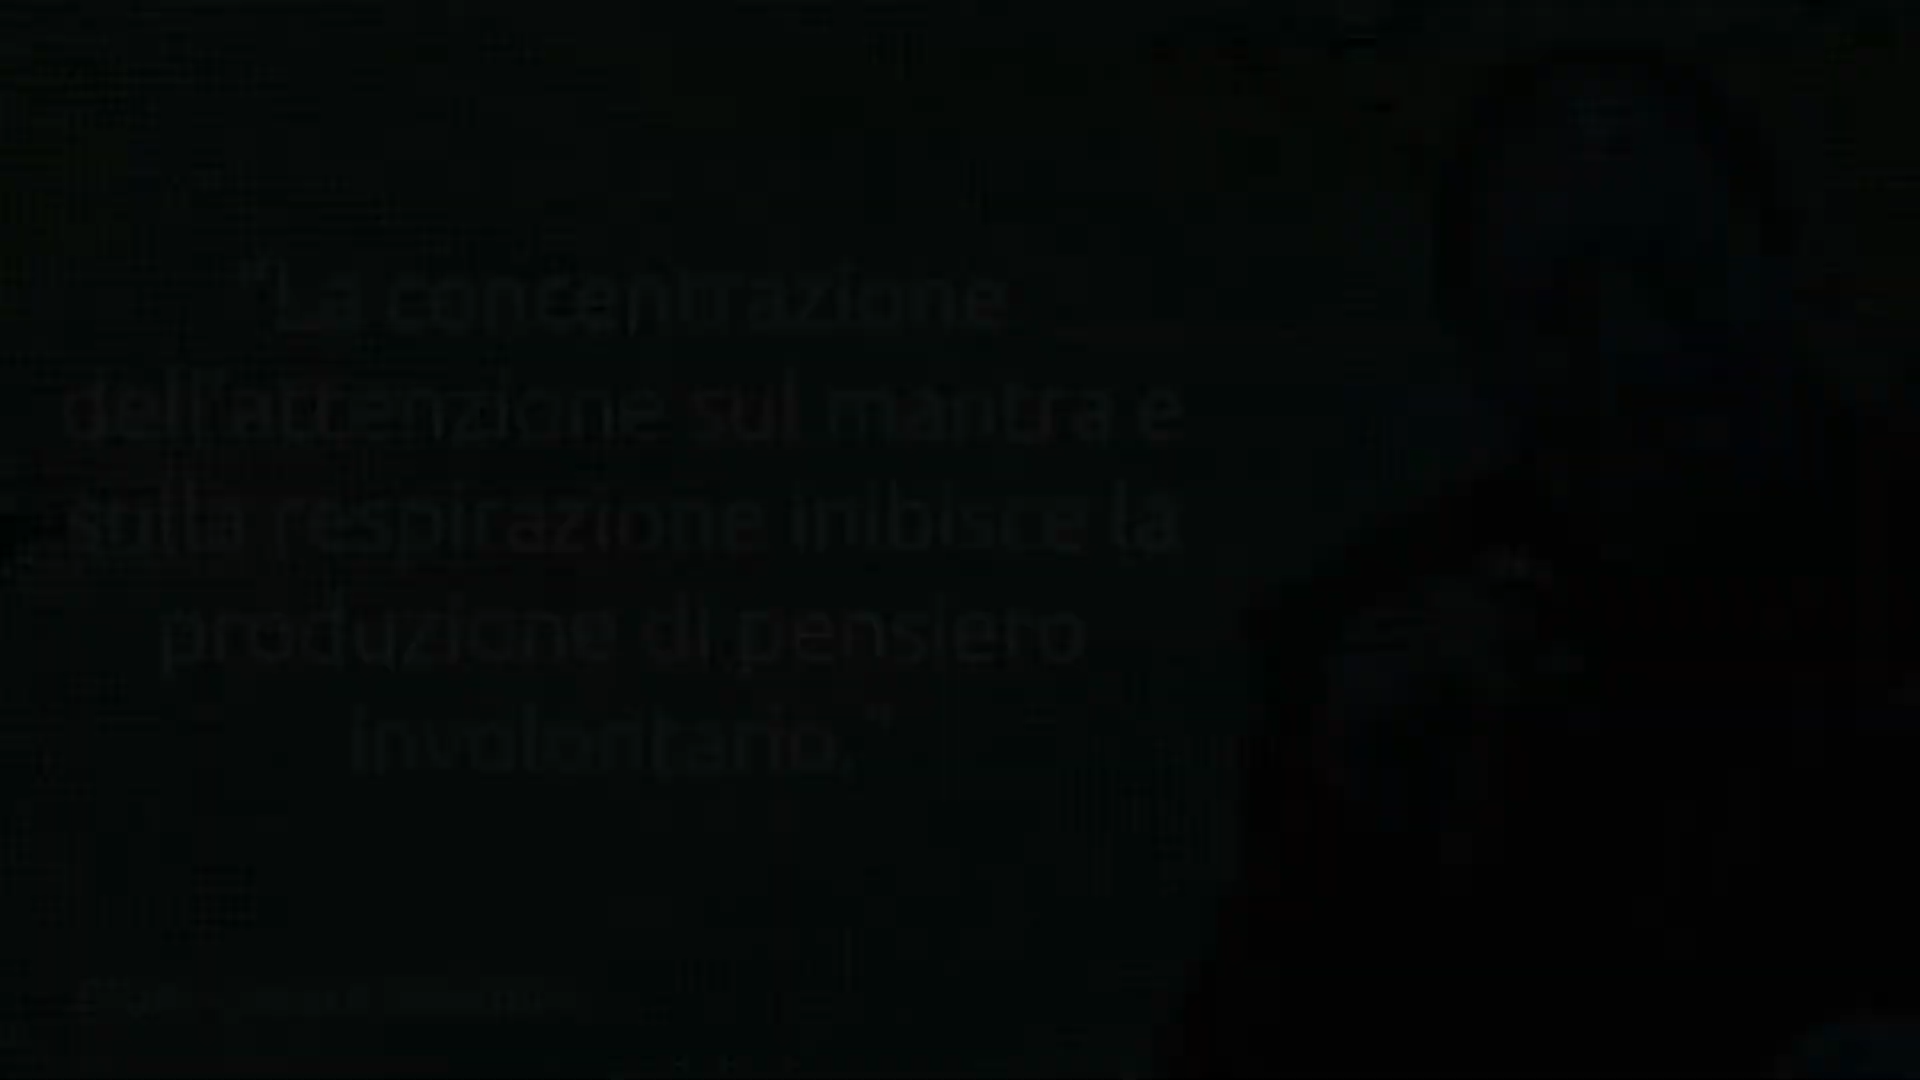 "La concentrazione
dell'attenzione sul mantra e
sulla respirazione inibisce la
produzione di pensiero
involontario."